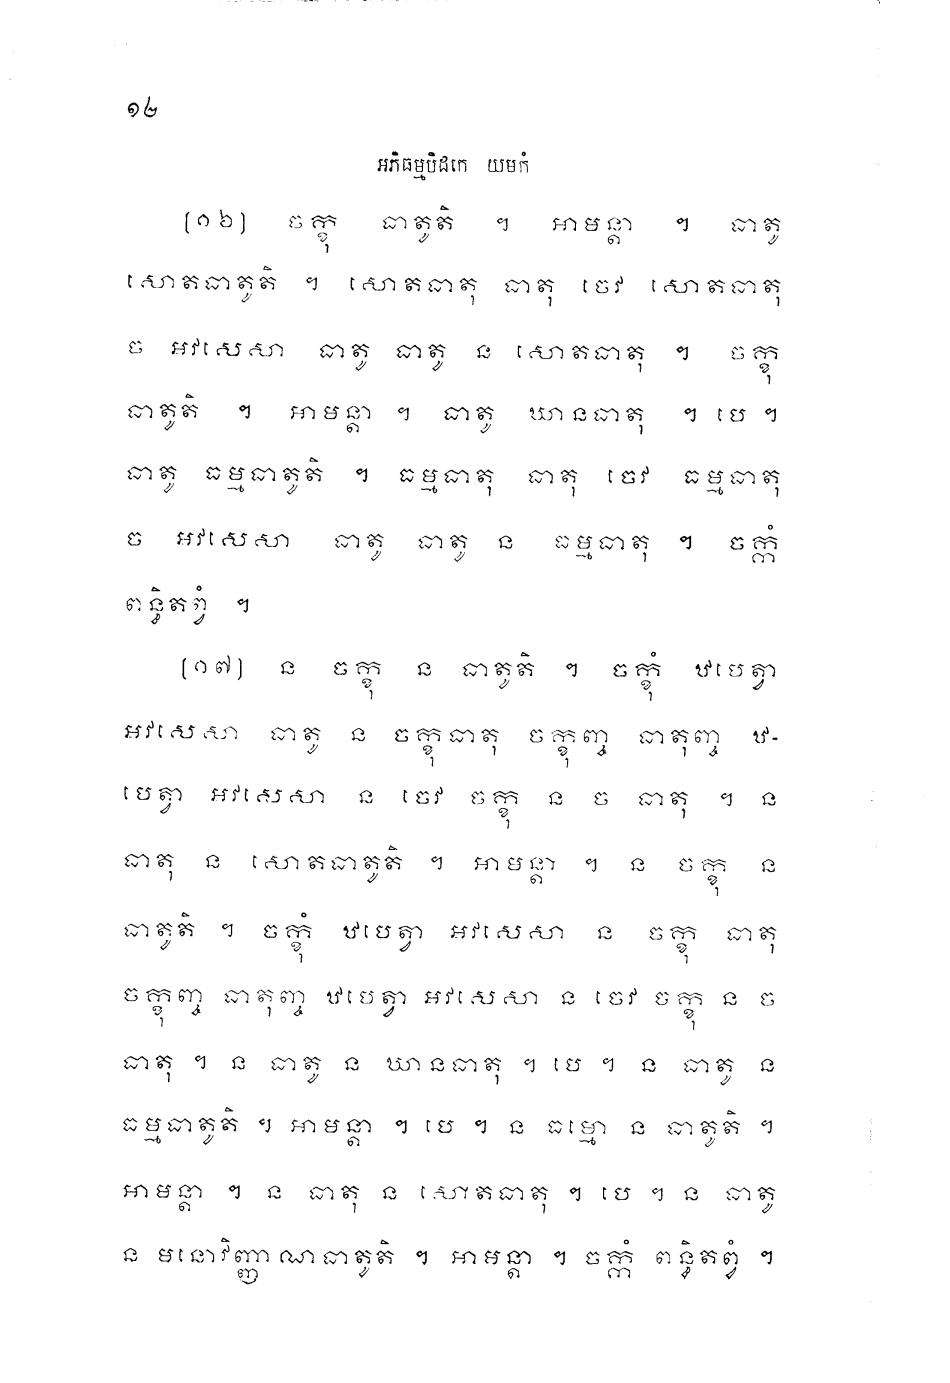 ១២
អភិធម្មបិដកេ យមកំ
(១៦) ចក្ខុ ធាតូតិ ។ អាមន្តា ។ ធាតូ
សោតធាតូតិ ។ សោតធាតុ ធាតុ ចេវ សោតធាតុ
ច អវសេសា ធាតូ ធាតូ ន សោតធាតុ ។ ចក្ខុ
ធាតូតិ ។ អាមន្តា ។ ធាតូ ឃានធាតុ ។ បេ ។
ធាតូ ធម្មធាតូតិ ។ ធម្មធាតុ ធាតុ ចេវ ធម្មធាតុ
ច អវសេសា ធាតូ ធាតូ ន ធម្មធាតុ ។ ចក្កំ
ពន្ធិតព្វំ ។
(១៧) ន ចក្ខុ ន ធាតូតិ ។ ចក្ខុំ ឋបេត្វា
អវសេសា ធាតូ ន ចក្ខុធាតុ ចក្ខុញ្ច ធាតុញ្ច ឋ-
បេត្វា អវសេសា ន ចេវ ចក្ខុ ន ច ធាតុ ។ ន
ធាតុ ន សោតធាតូតិ ។ អាមន្តា ។ ន ចក្ខុ ន
ធាតូតិ ។ ចក្ខុំ ឋបេត្វា អវសេសា ន ចក្ខុ ធាតុ
ចក្ខុញ្ច ធាតុញ្ច ឋបេត្វា អវសេសា ន ចេវ ចក្ខុ ន ច
ធាតុ ។ ន ធាតូ ន ឃានធាតុ ។ បេ ។ ន ធាតូ ន
ធម្មធាតូតិ ។ អាមន្តា ។ បេ ។ ន ធម្មោ ន ធាតូតិ ។
អាមន្តា ។ ន ធាតុ ន សោតធាតុ ។ បេ ។ ន ធាតូ
ន មនោវិញ្ញាណធាតូតិ ។ អាមន្តា ។ ចក្កំ ពន្ធិតព្វំ ។